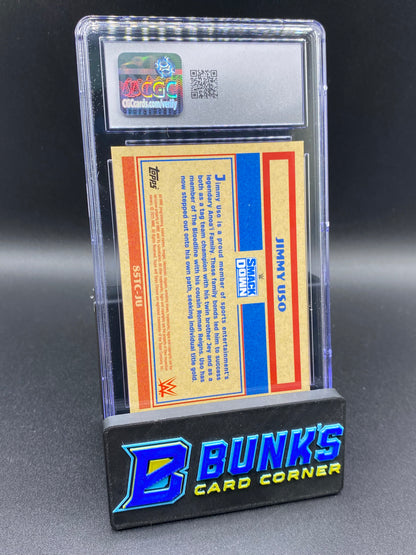 CGC
CGCcards.com/verify
JIMMY USO
SMACK
DOWN
Jimmy Uso is a proud member of sports entertainment's
legendary Anoa'i Family. These family bonds led him to success
both as a tag team champion with his twin brother Jey and as a
member of The Bloodline with his cousin Roman Reigns. Uso has
now stepped out onto his own path, seeking individual title gold.
topps
85TC-JU
W
B BUNK'S
CARD CORNER